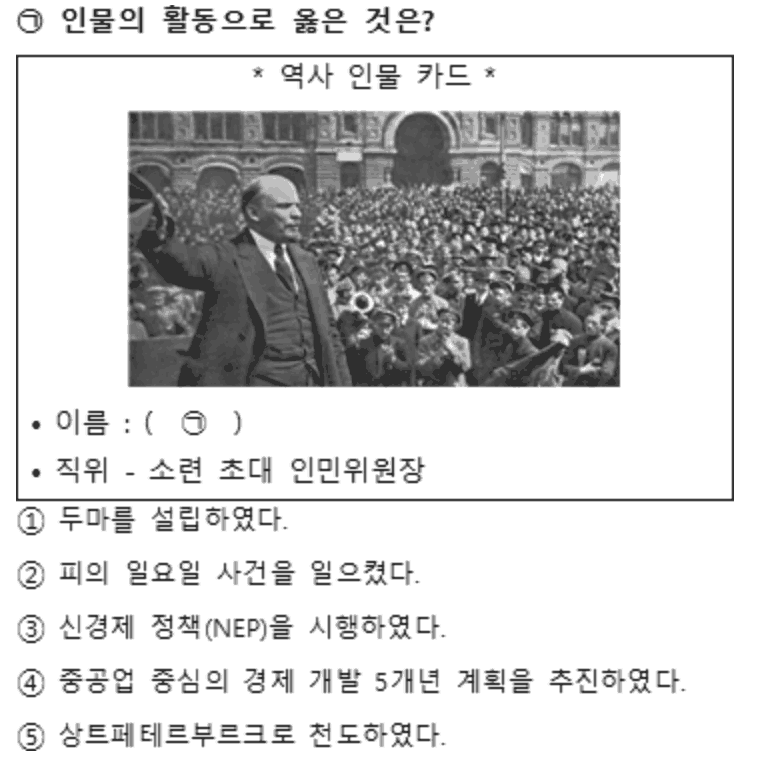 ㉠ 인물의 활동으로 옳은 것은?
* 역사 인물 카드 *
• 이름 : ( ㉠ )
• 직위 - 소련 초대 인민위원장
① 두마를 설립하였다.
② 피의 일요일 사건을 일으켰다.
③ 신경제 정책(NEP)을 시행하였다.
④ 중공업 중심의 경제 개발 5개년 계획을 추진하였다.
⑤ 상트페테르부르크로 천도하였다.